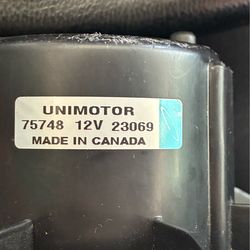 UNIMOTOR
75748 12V 23069
MADE IN CANADA